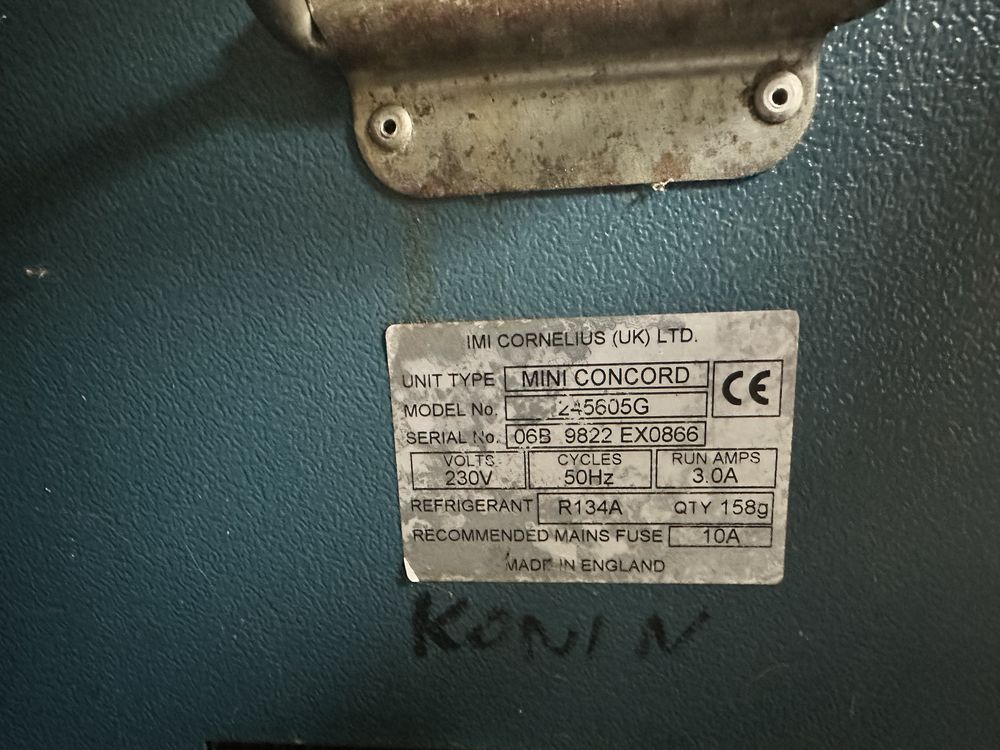 IMI CORNELIUS (UK) LTD.
UNIT TYPE MINI CONCORD CE
MODEL No. 245605G
SERIAL No. 06B 9822 EX0866
VOLTS CYCLES RUN AMPS
230V 50Hz 3.0A
REFRIGERANT R134A QTY 158g
RECOMMENDED MAINS FUSE 10A
MADE IN ENGLAND
KONIN